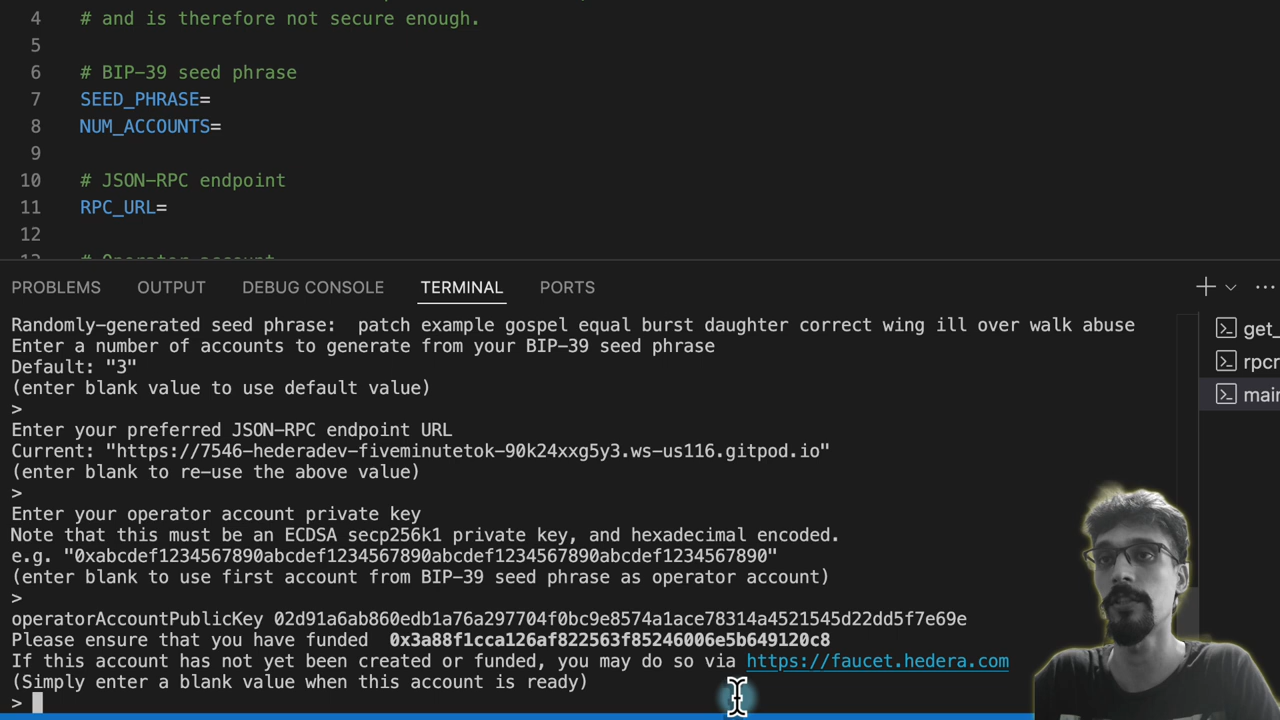 4 # and is therefore not secure enough.
5
6 # BIP-39 seed phrase
7 SEED_PHRASE=
8 NUM_ACCOUNTS=
9
10 # JSON-RPC endpoint
11 RPC_URL=
12
PROBLEMS OUTPUT DEBUG CONSOLE TERMINAL PORTS
Randomly-generated seed phrase:  patch example gospel equal burst daughter correct wing ill over walk abuse
Enter a number of accounts to generate from your BIP-39 seed phrase
Default: "3"
(enter blank value to use default value)
>
Enter your preferred JSON-RPC endpoint URL
Current: "https://7546-hederadev-fiveminutetok-90k24xxg5y3.ws-us116.gitpod.io"
(enter blank to re-use the above value)
>
Enter your operator account private key
Note that this must be an ECDSA secp256k1 private key, and hexadecimal encoded.
e.g. "0xabcdef1234567890abcdef1234567890abcdef1234567890abcdef1234567890"
(enter blank to use first account from BIP-39 seed phrase as operator account)
>
operatorAccountPublicKey 02d91a6ab860edb1a76a297704f0bc9e8574a1ace78314a4521545d22dd5f7e69e
Please ensure that you have funded  0x3a88f1cca126af822563f85246006e5b649120c8
If this account has not yet been created or funded, you may do so via https://faucet.hedera.com
(Simply enter a blank value when this account is ready)
>
get_
rpcr
main